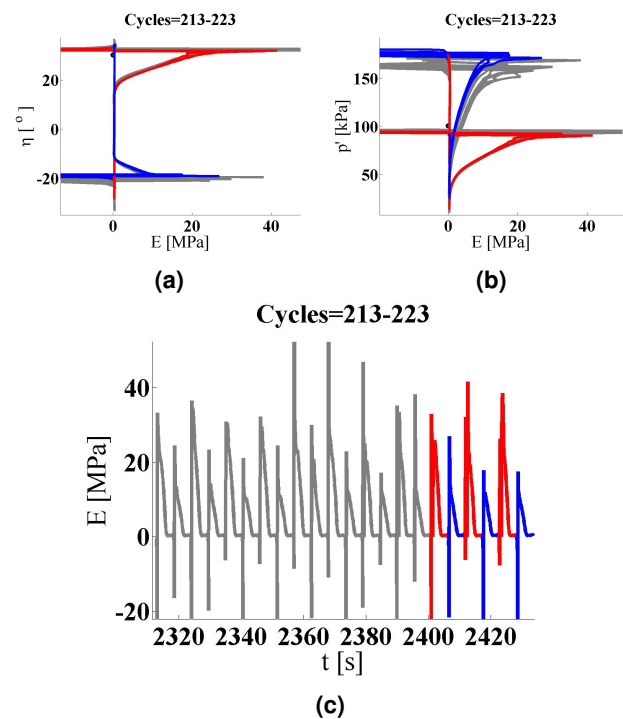 Cycles=213-223
20
0
-20
η [ º]
0
20
40
E [MPa]
(a)
Cycles=213-223
150
100
50
p' [kPa]
0
20
40
E [MPa]
(b)
Cycles=213-223
40
20
0
-20
E [MPa]
2320 2340 2360 2380 2400 2420
t [s]
(c)